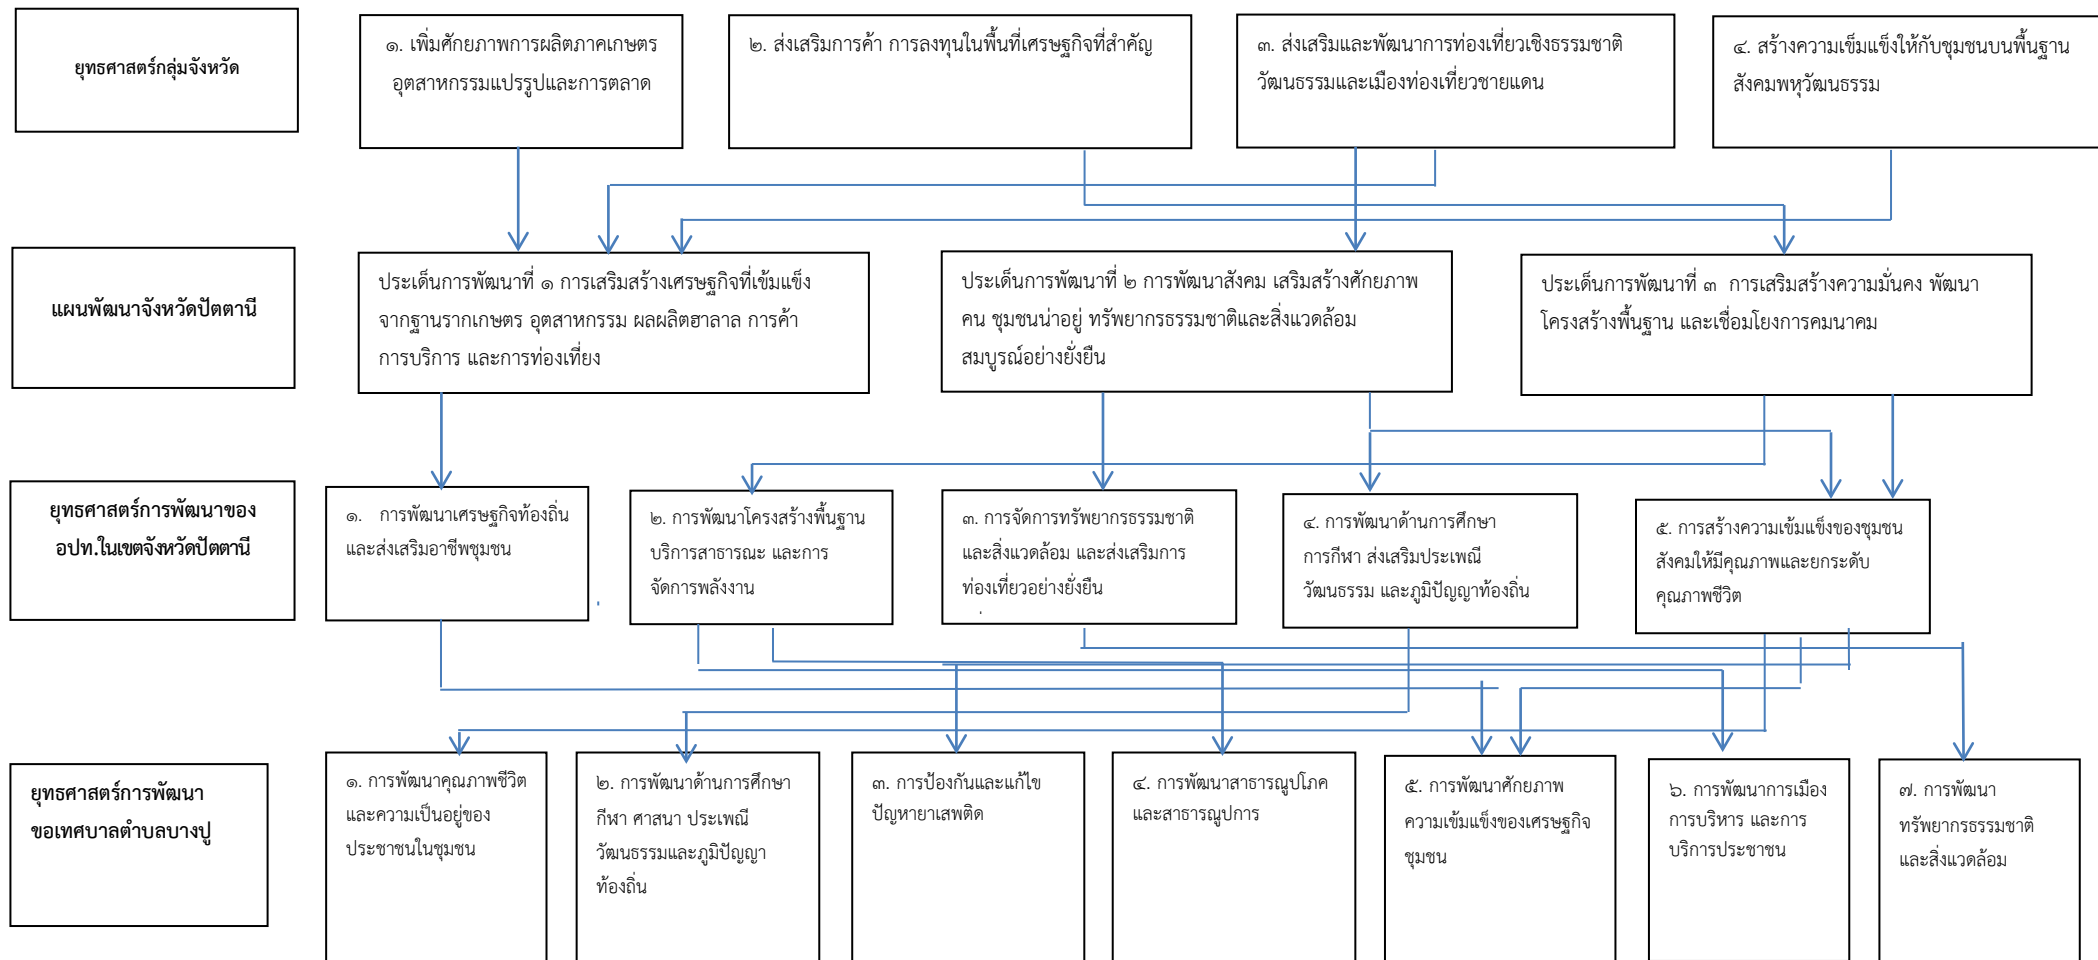 ยุทธศาสตร์กลุ่มจังหวัด
๑. เพิ่มศักยภาพการผลิตภาคเกษตร
อุตสาหกรรมแปรรูปและการตลาด
๒. ส่งเสริมการค้า การลงทุนในพื้นที่เศรษฐกิจที่สำคัญ
๓. ส่งเสริมและพัฒนาการท่องเที่ยวเชิงธรรมชาติ
วัฒนธรรมและเมืองท่องเที่ยวชายแดน
๔. สร้างความเข็มแข็งให้กับชุมชนบนพื้นฐาน
สังคมพหุวัฒนธรรม
แผนพัฒนาจังหวัดปัตตานี
ประเด็นการพัฒนาที่ ๑ การเสริมสร้างเศรษฐกิจที่เข้มแข็ง
จากฐานรากเกษตร อุตสาหกรรม ผลผลิตฮาลาล การค้า
การบริการ และการท่องเที่ยง
ประเด็นการพัฒนาที่ ๒ การพัฒนาสังคม เสริมสร้างศักยภาพ
คน ชุมชนน่าอยู่ ทรัพยากรธรรมชาติและสิ่งแวดล้อม
สมบูรณ์อย่างยั่งยืน
ประเด็นการพัฒนาที่ ๓ การเสริมสร้างความมั่นคง พัฒนา
โครงสร้างพื้นฐาน และเชื่อมโยงการคมนาคม
ยุทธศาสตร์การพัฒนาของ
อปท.ในเขตจังหวัดปัตตานี
๑. การพัฒนาเศรษฐกิจท้องถิ่น
และส่งเสริมอาชีพชุมชน
๒. การพัฒนาโครงสร้างพื้นฐาน
บริการสาธารณะ และการ
จัดการพลังงาน
๓. การจัดการทรัพยากรธรรมชาติ
และสิ่งแวดล้อม และส่งเสริมการ
ท่องเที่ยวอย่างยั่งยืน
๔. การพัฒนาด้านการศึกษา
การกีฬา ส่งเสริมประเพณี
วัฒนธรรม และภูมิปัญญาท้องถิ่น
๕. การสร้างความเข้มแข็งของชุมชน
สังคมให้มีคุณภาพและยกระดับ
คุณภาพชีวิต
ยุทธศาสตร์การพัฒนา
ขอเทศบาลตำบลบางปู
๑. การพัฒนาคุณภาพชีวิต
และความเป็นอยู่ของ
ประชาชนในชุมชน
๒. การพัฒนาด้านการศึกษา
กีฬา ศาสนา ประเพณี
วัฒนธรรมและภูมิปัญญา
ท้องถิ่น
๓. การป้องกันและแก้ไข
ปัญหายาเสพติด
๔. การพัฒนาสาธารณูปโภค
และสาธารณูปการ
๕. การพัฒนาศักยภาพ
ความเข้มแข็งของเศรษฐกิจ
ชุมชน
๖. การพัฒนาการเมือง
การบริหาร และการ
บริการประชาชน
๗. การพัฒนา
ทรัพยากรธรรมชาติ
และสิ่งแวดล้อม